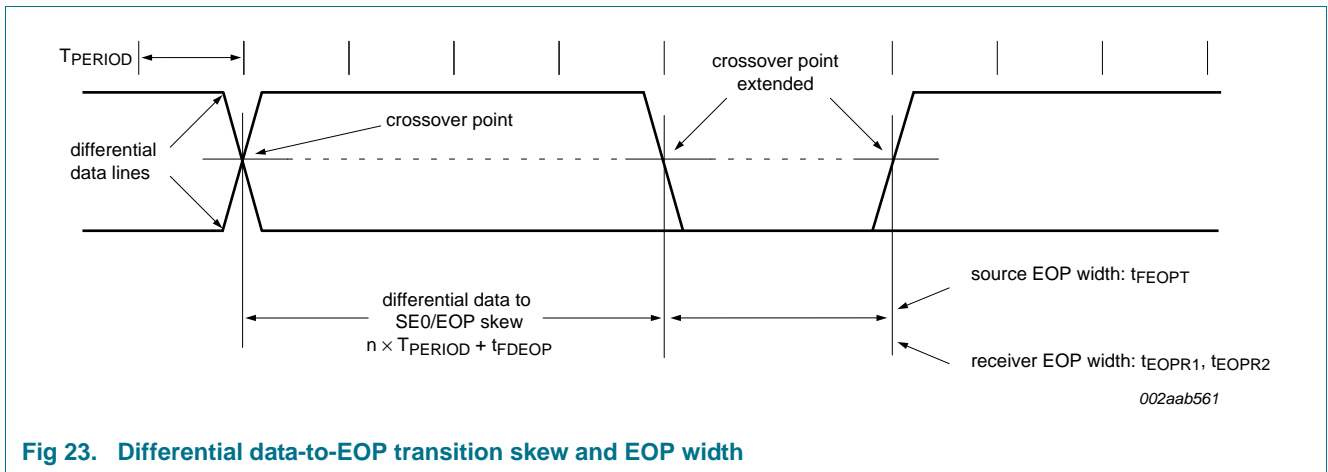 TPERIOD
crossover point
extended
crossover point
differential
data lines
source EOP width: tFEOPT
differential data to
SE0/EOP skew
n × TPERIOD + tFDEOP
receiver EOP width: tEOPR1, tEOPR2
002aab561
Fig 23. Differential data-to-EOP transition skew and EOP width